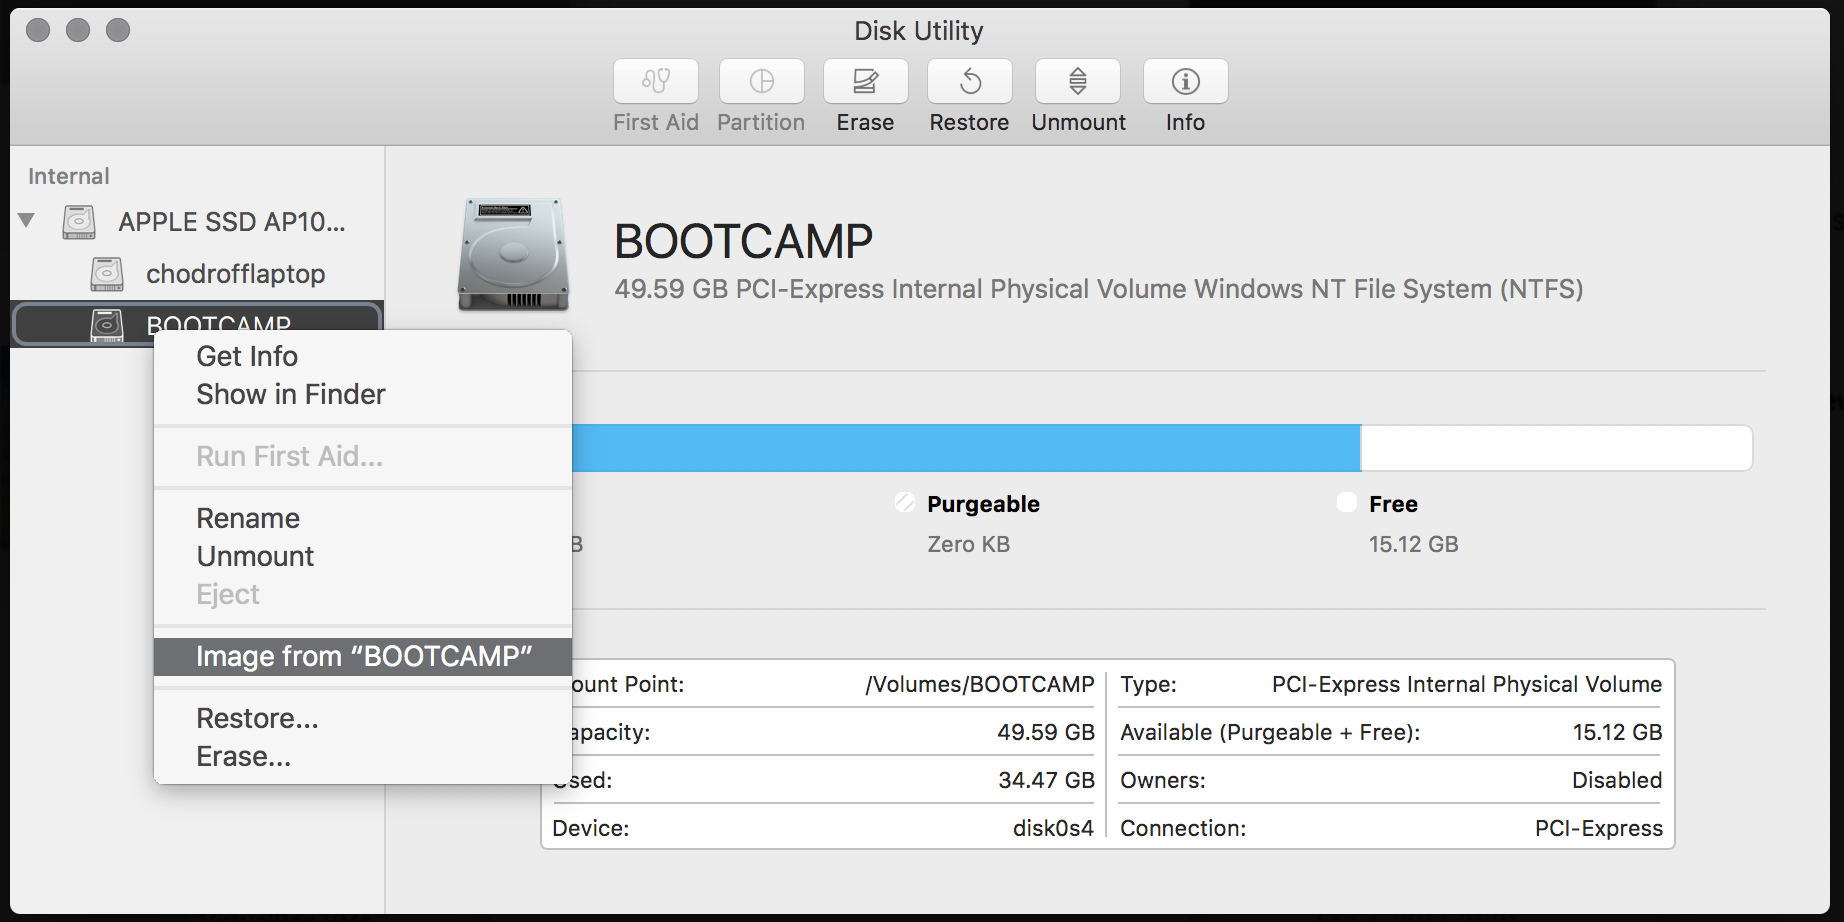 Disk Utility
First Aid
Partition
Erase
Restore
Unmount
Info
Internal
APPLE SSD AP10...
chodrofflaptop
BOOTCAMP
BOOTCAMP
49.59 GB PCI-Express Internal Physical Volume Windows NT File System (NTFS)
Get Info
Show in Finder
Run First Aid...
Rename
Unmount
Eject
Image from “BOOTCAMP”
Restore...
Erase...
B
Purgeable
Zero KB
Free
15.12 GB
ount Point: /Volumes/BOOTCAMP
apacity: 49.59 GB
Used: 34.47 GB
Device: disk0s4
Type: PCI-Express Internal Physical Volume
Available (Purgeable + Free): 15.12 GB
Owners: Disabled
Connection: PCI-Express